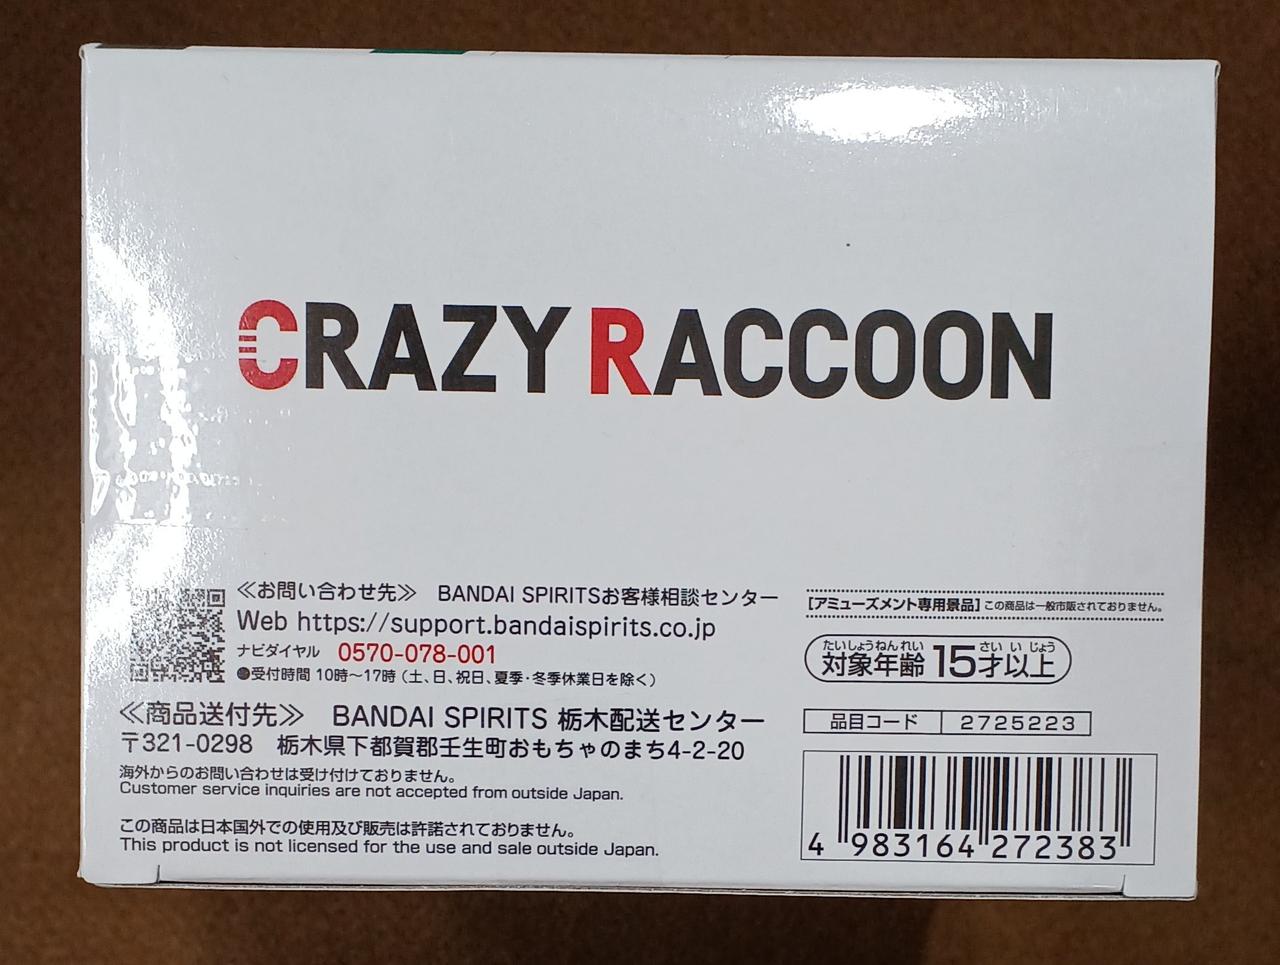 CRAZY RACCOON
≪お問い合わせ先≫ BANDAI SPIRITSお客様相談センター
Web https://support.bandaispirits.co.jp
ナビダイヤル 0570-078-001
●受付時間 10時～17時（土、日、祝日、夏季・冬季休業日を除く）
≪商品送付先≫ BANDAI SPIRITS 栃木配送センター
〒321-0298 栃木県下都賀郡壬生町おもちゃのまち4-2-20
海外からのお問い合わせは受け付けておりません。
Customer service inquiries are not accepted from outside Japan.
この商品は日本国外での使用及び販売は許諾されておりません。
This product is not licensed for the use and sale outside Japan.
[アミューズメント専用景品] この商品は一般市販されておりません。
たいしょうねんれい さい い じょう
対象年齢 15才以上
品目コード 2725223
4 983164 272383